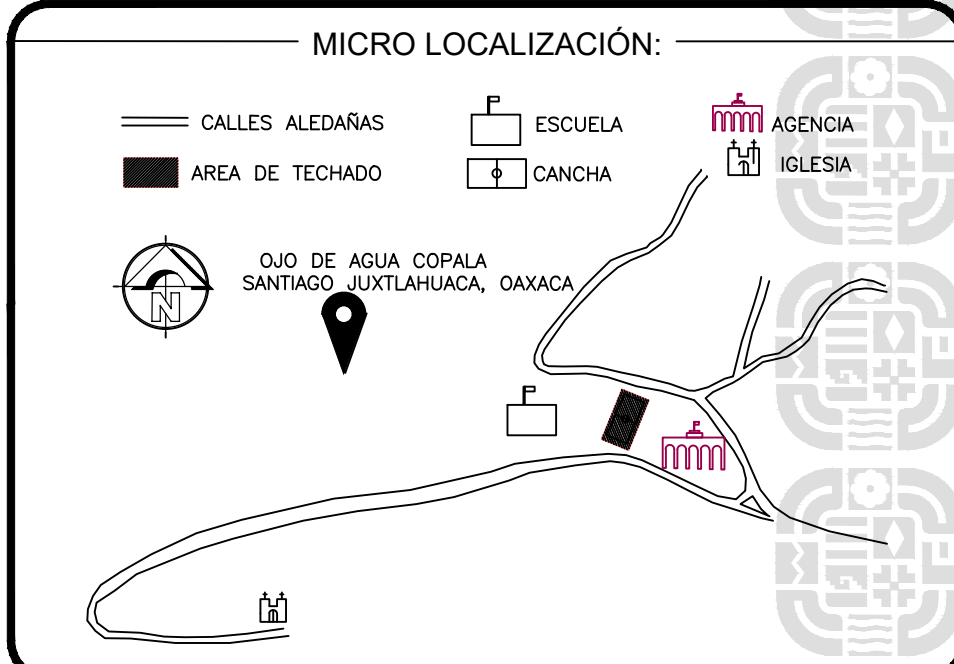 MICRO LOCALIZACIÓN:
CALLES ALEDAÑAS
ESCUELA
AGENCIA
AREA DE TECHADO
CANCHA
IGLESIA
N
OJO DE AGUA COPALA
SANTIAGO JUXTLAHUACA, OAXACA